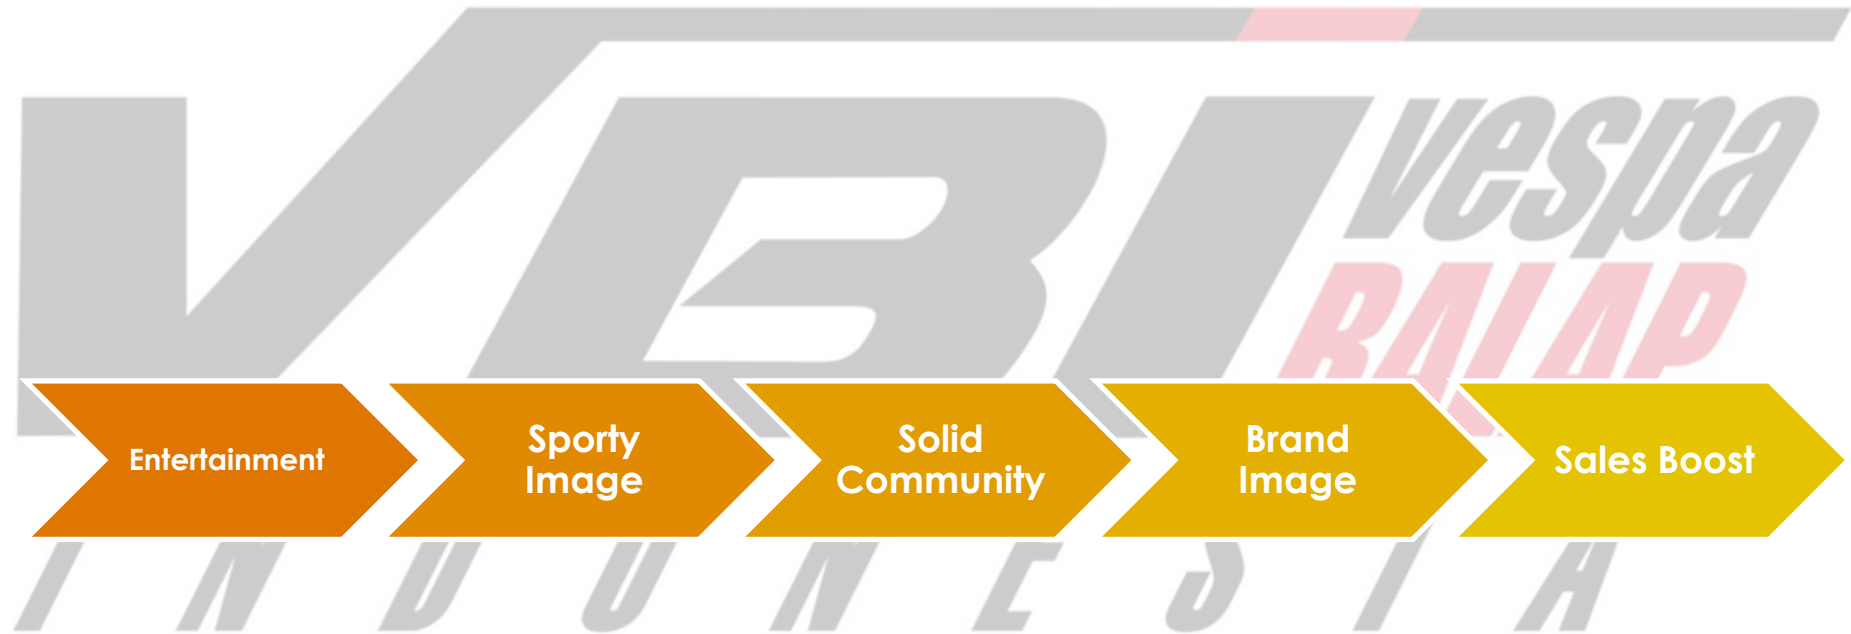 VBI
vespa
BALAP
Entertainment
Sporty
Image
Solid
Community
Brand
Image
Sales Boost
INDONESIA